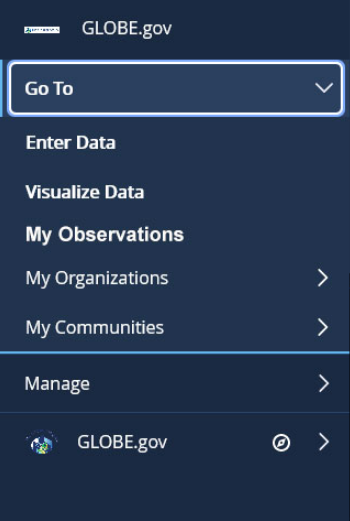 GLOBE.gov
Go To
Enter Data
Visualize Data
My Observations
My Organizations
My Communities
Manage
GLOBE.gov